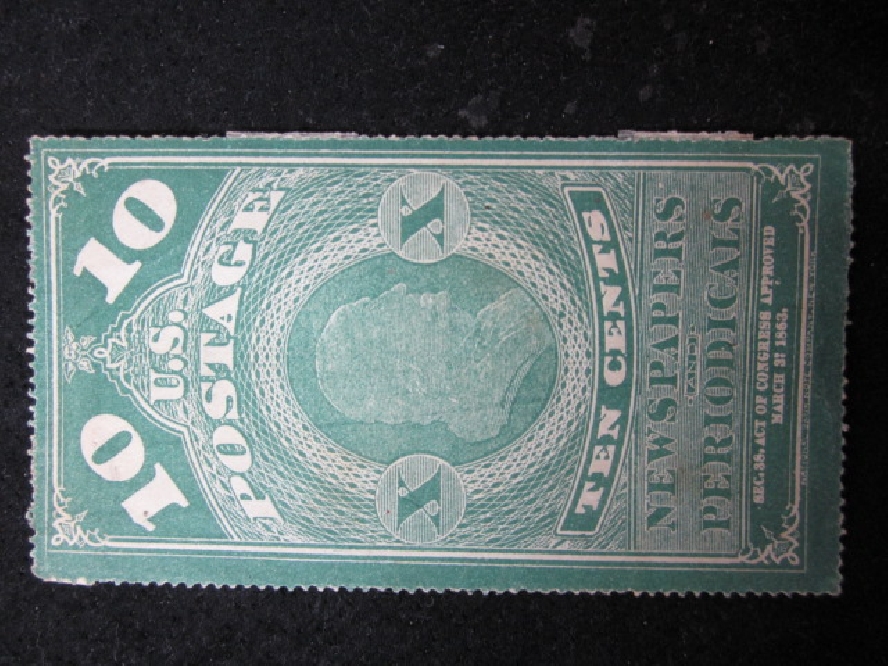 10 10
U.S.
POSTAGE
X X
TEN CENTS
NEWSPAPERS
AND
PERIODICALS
SEC. 38, ACT OF CONGRESS APPROVED
MARCH 3? 1863.